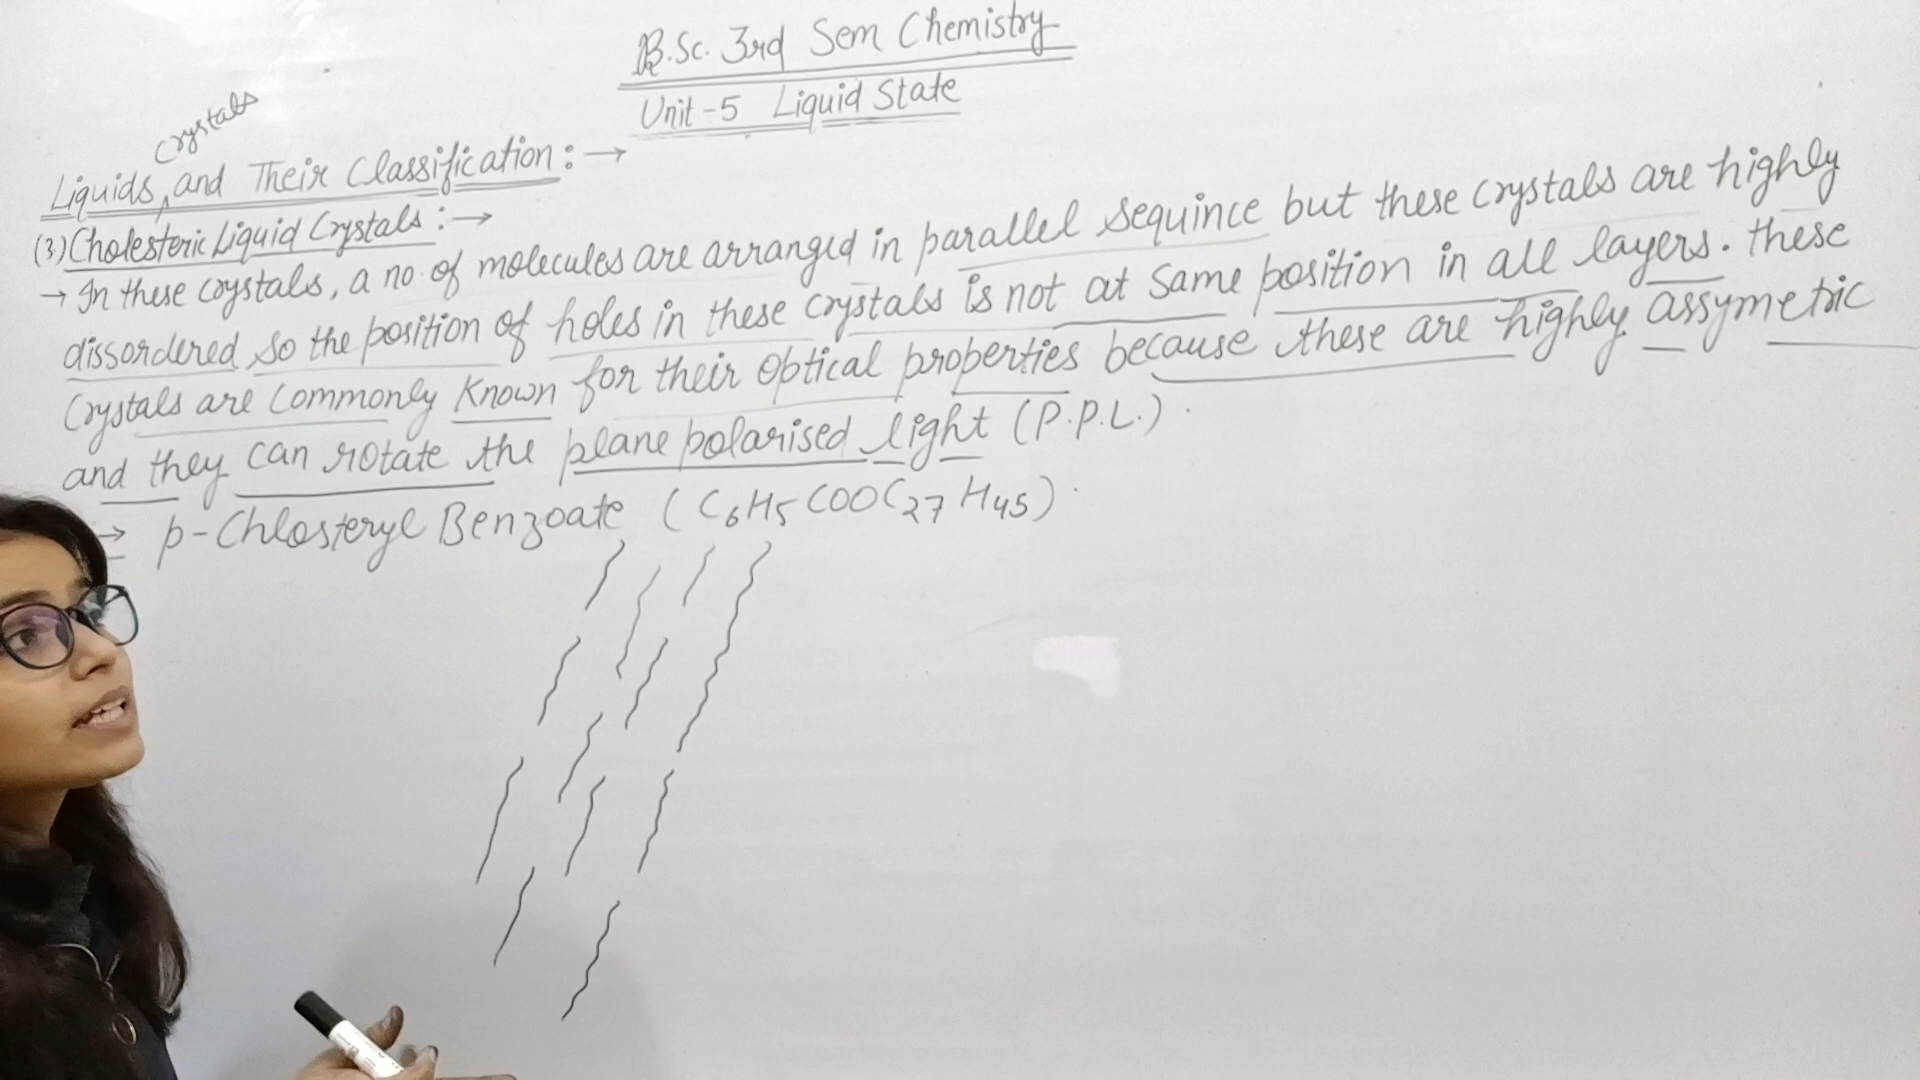 B.Sc. 3rd Sem Chemistry
Unit-5 Liquid State
Liquids Crystals and Their Classification:→
(3) Cholesteric Liquid Crystals:→
→ In these crystals, a no. of molecules are arranged in parallel sequince but these crystals are highly
dissordered so the position of holes in these crystals is not at same position in all layers. these
crystals are commonly known for their optical properties because these are highly assymetric
and they can rotate the plane polarised light (P.P.L.).
→ p-Chlosteryl Benzoate (C6H5COOC27H45).